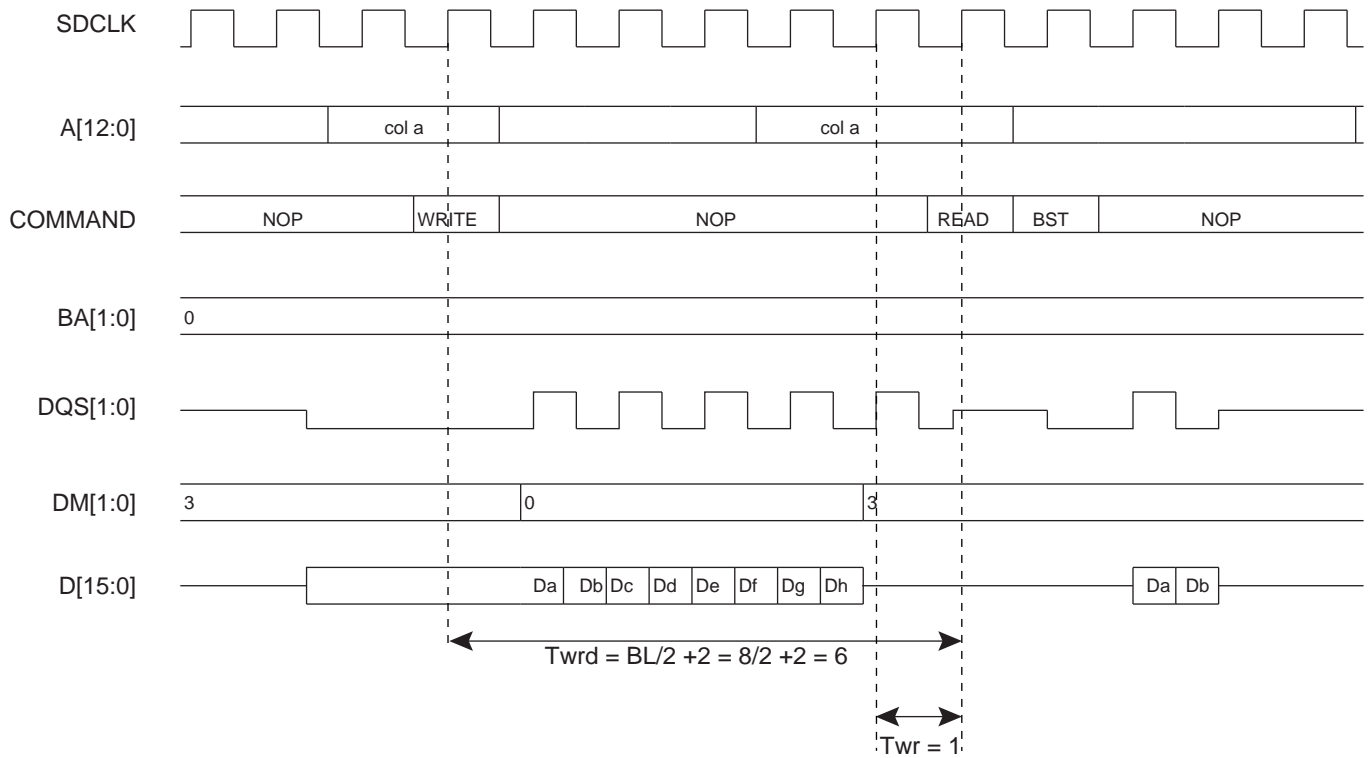 SDCLK
A[12:0] col a col a
COMMAND NOP WRITE NOP READ BST NOP
BA[1:0] 0
DQS[1:0]
DM[1:0] 3 0 3
D[15:0] Da Db Dc Dd De Df Dg Dh Da Db
Twrd = BL/2 +2 = 8/2 +2 = 6
Twr = 1